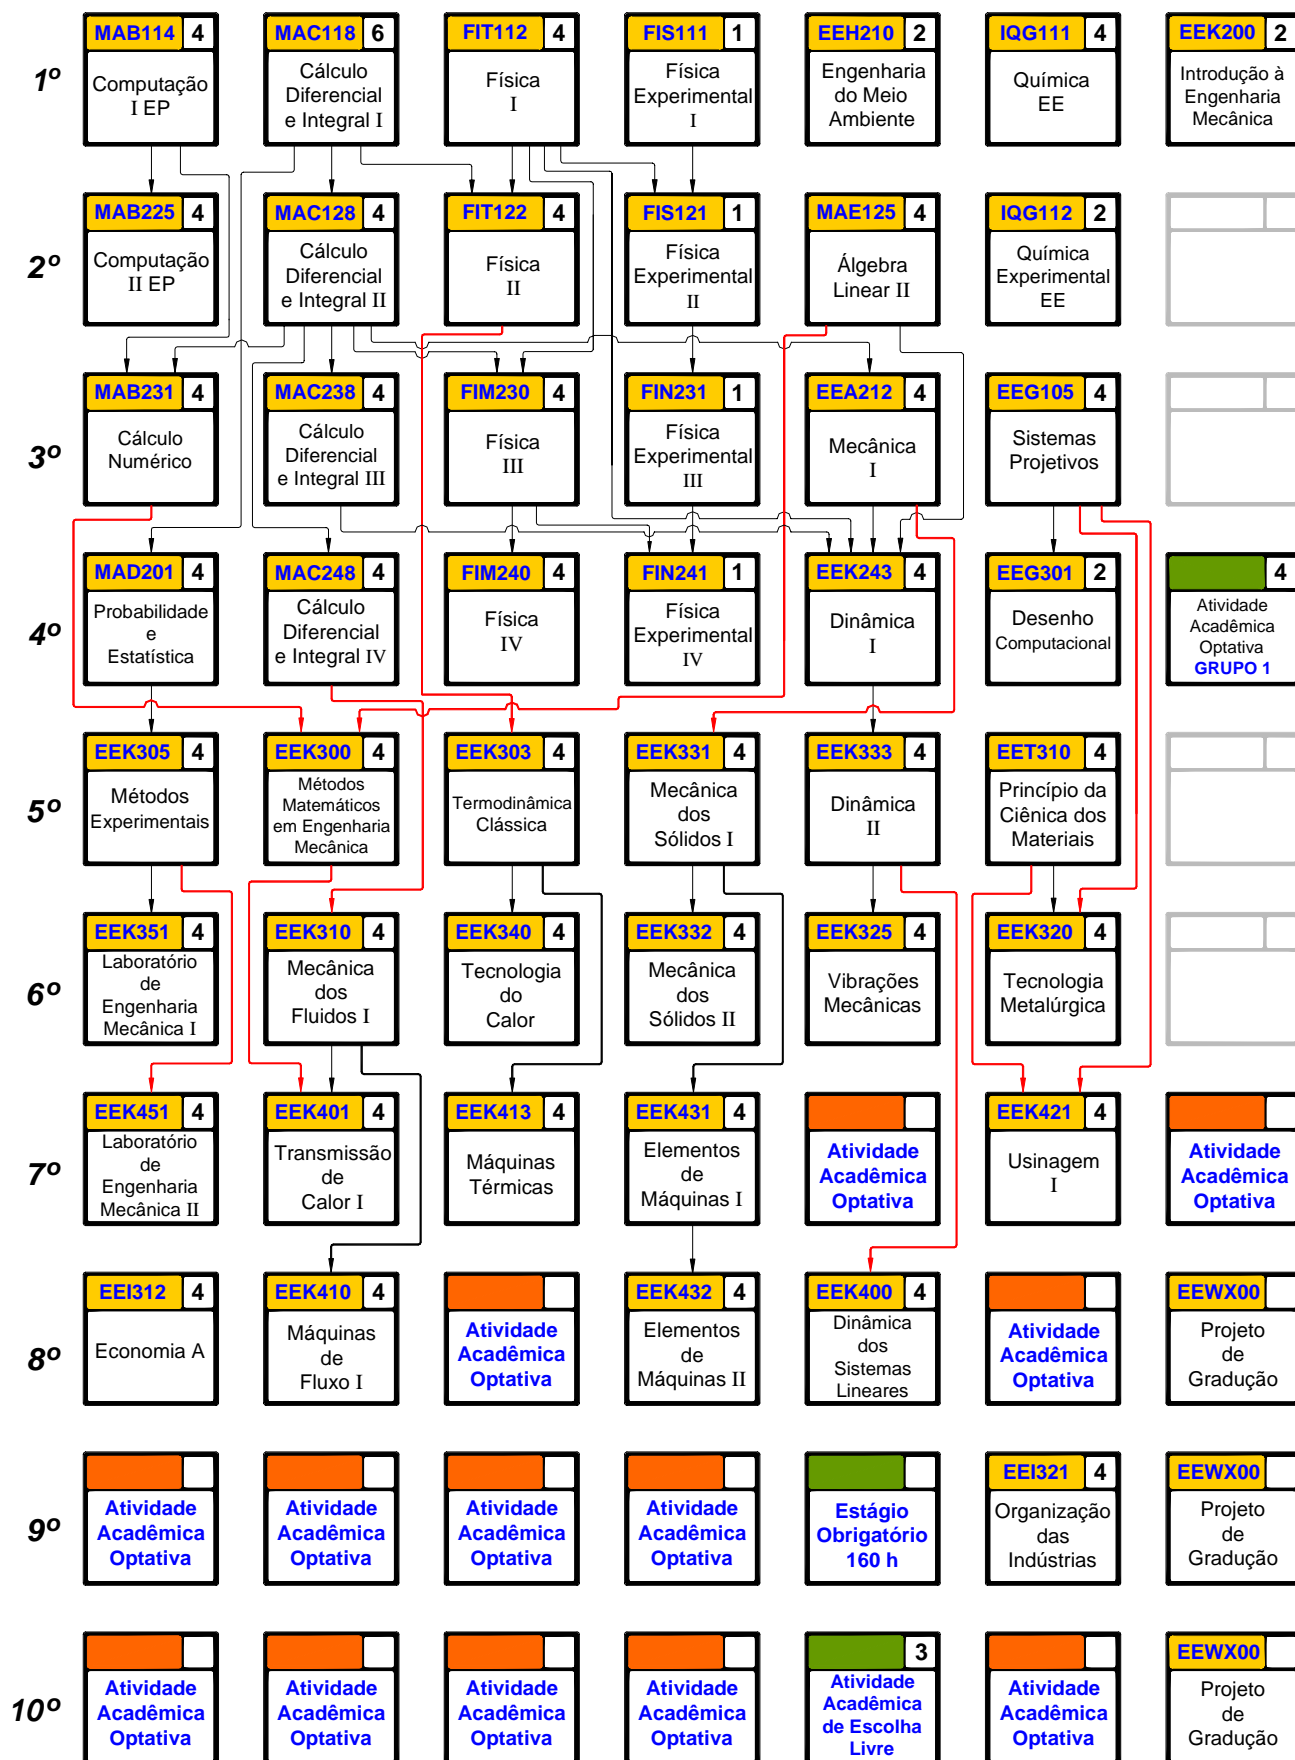 1º
MAB114 4
Computação
I EP
MAC118 6
Cálculo
Diferencial
e Integral I
FIT112 4
Física
I
FIS111 1
Física
Experimental
I
EEH210 2
Engenharia
do Meio
Ambiente
IQG111 4
Química
EE
EEK200 2
Introdução à
Engenharia
Mecânica
2º
MAB225 4
Computação
II EP
MAC128 4
Cálculo
Diferencial
e Integral II
FIT122 4
Física
II
FIS121 1
Física
Experimental
II
MAE125 4
Álgebra
Linear II
IQG112 2
Química
Experimental
EE
3º
MAB231 4
Cálculo
Numérico
MAC238 4
Cálculo
Diferencial
e Integral III
FIM230 4
Física
III
FIN231 1
Física
Experimental
III
EEA212 4
Mecânica
I
EEG105 4
Sistemas
Projetivos
4º
MAD201 4
Probabilidade
e
Estatística
MAC248 4
Cálculo
Diferencial
e Integral IV
FIM240 4
Física
IV
FIN241 1
Física
Experimental
IV
EEK243 4
Dinâmica
I
EEG301 2
Desenho
Computacional
4
Atividade
Acadêmica
Optativa
GRUPO 1
5º
EEK305 4
Métodos
Experimentais
EEK300 4
Métodos
Matemáticos
em Engenharia
Mecânica
EEK303 4
Termodinâmica
Clássica
EEK331 4
Mecânica
dos
Sólidos I
EEK333 4
Dinâmica
II
EET310 4
Princípio da
Ciênica dos
Materiais
6º
EEK351 4
Laboratório
de
Engenharia
Mecânica I
EEK310 4
Mecânica
dos
Fluidos I
EEK340 4
Tecnologia
do
Calor
EEK332 4
Mecânica
dos
Sólidos II
EEK325 4
Vibrações
Mecânicas
EEK320 4
Tecnologia
Metalúrgica
7º
EEK451 4
Laboratório
de
Engenharia
Mecânica II
EEK401 4
Transmissão
de
Calor I
EEK413 4
Máquinas
Térmicas
EEK431 4
Elementos
de
Máquinas I
Atividade
Acadêmica
Optativa
EEK421 4
Usinagem
I
Atividade
Acadêmica
Optativa
8º
EEI312 4
Economia A
EEK410 4
Máquinas
de
Fluxo I
Atividade
Acadêmica
Optativa
EEK432 4
Elementos
de
Máquinas II
EEK400 4
Dinâmica
dos
Sistemas
Lineares
Atividade
Acadêmica
Optativa
EEWX00
Projeto
de
Gradução
9º
Atividade
Acadêmica
Optativa
Atividade
Acadêmica
Optativa
Atividade
Acadêmica
Optativa
Atividade
Acadêmica
Optativa
Estágio
Obrigatório
160 h
EEI321 4
Organização
das
Indústrias
EEWX00
Projeto
de
Gradução
10º
Atividade
Acadêmica
Optativa
Atividade
Acadêmica
Optativa
Atividade
Acadêmica
Optativa
Atividade
Acadêmica
Optativa
3
Atividade
Acadêmica
de Escolha
Livre
Atividade
Acadêmica
Optativa
EEWX00
Projeto
de
Gradução